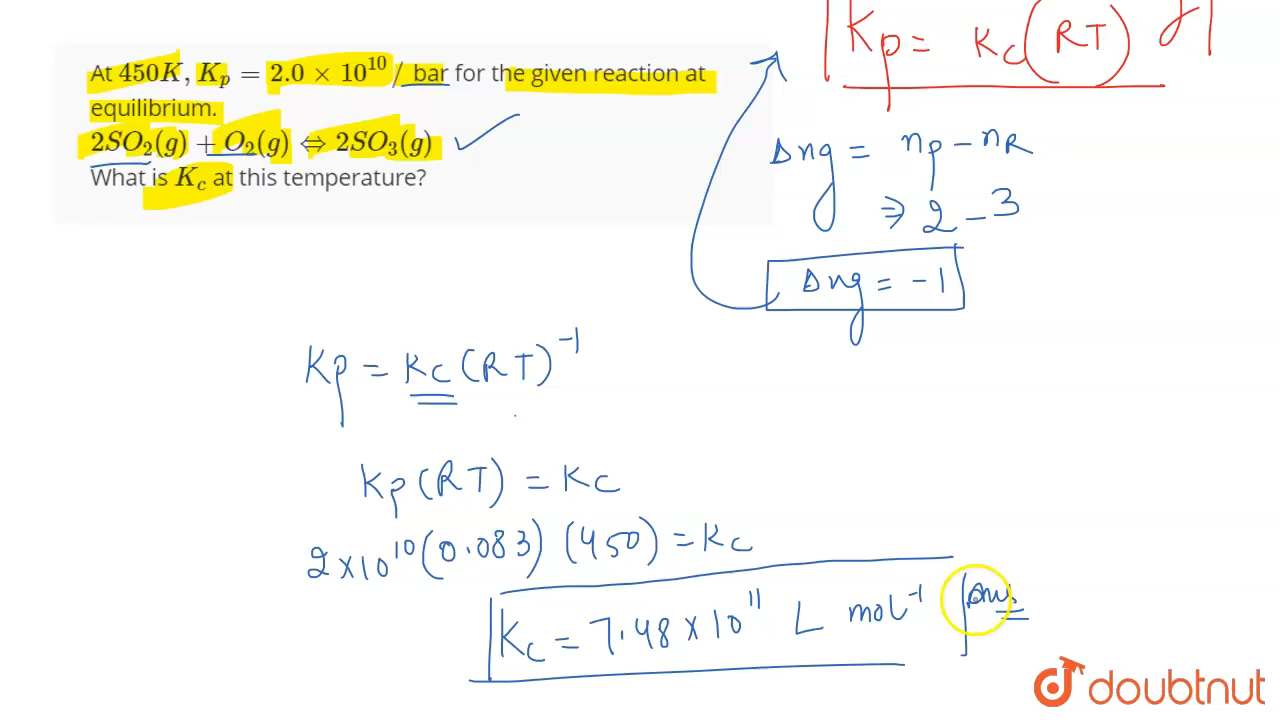 Kp = Kc (RT)
At 450K, Kp = 2.0 × 10^10 / bar for the given reaction at
equilibrium.
2SO₂(g) + O₂(g) ⇔ 2SO₃(g)
What is Kc at this temperature?
Δng = np − nR
⇒ 2 − 3
Δng = −1
Kp = Kc (RT)^−1
Kp (RT) = Kc
2×10^10 (0.083) (450) = Kc
Kc = 7.48 × 10^11 L mol^−1 Ans
doubtnut